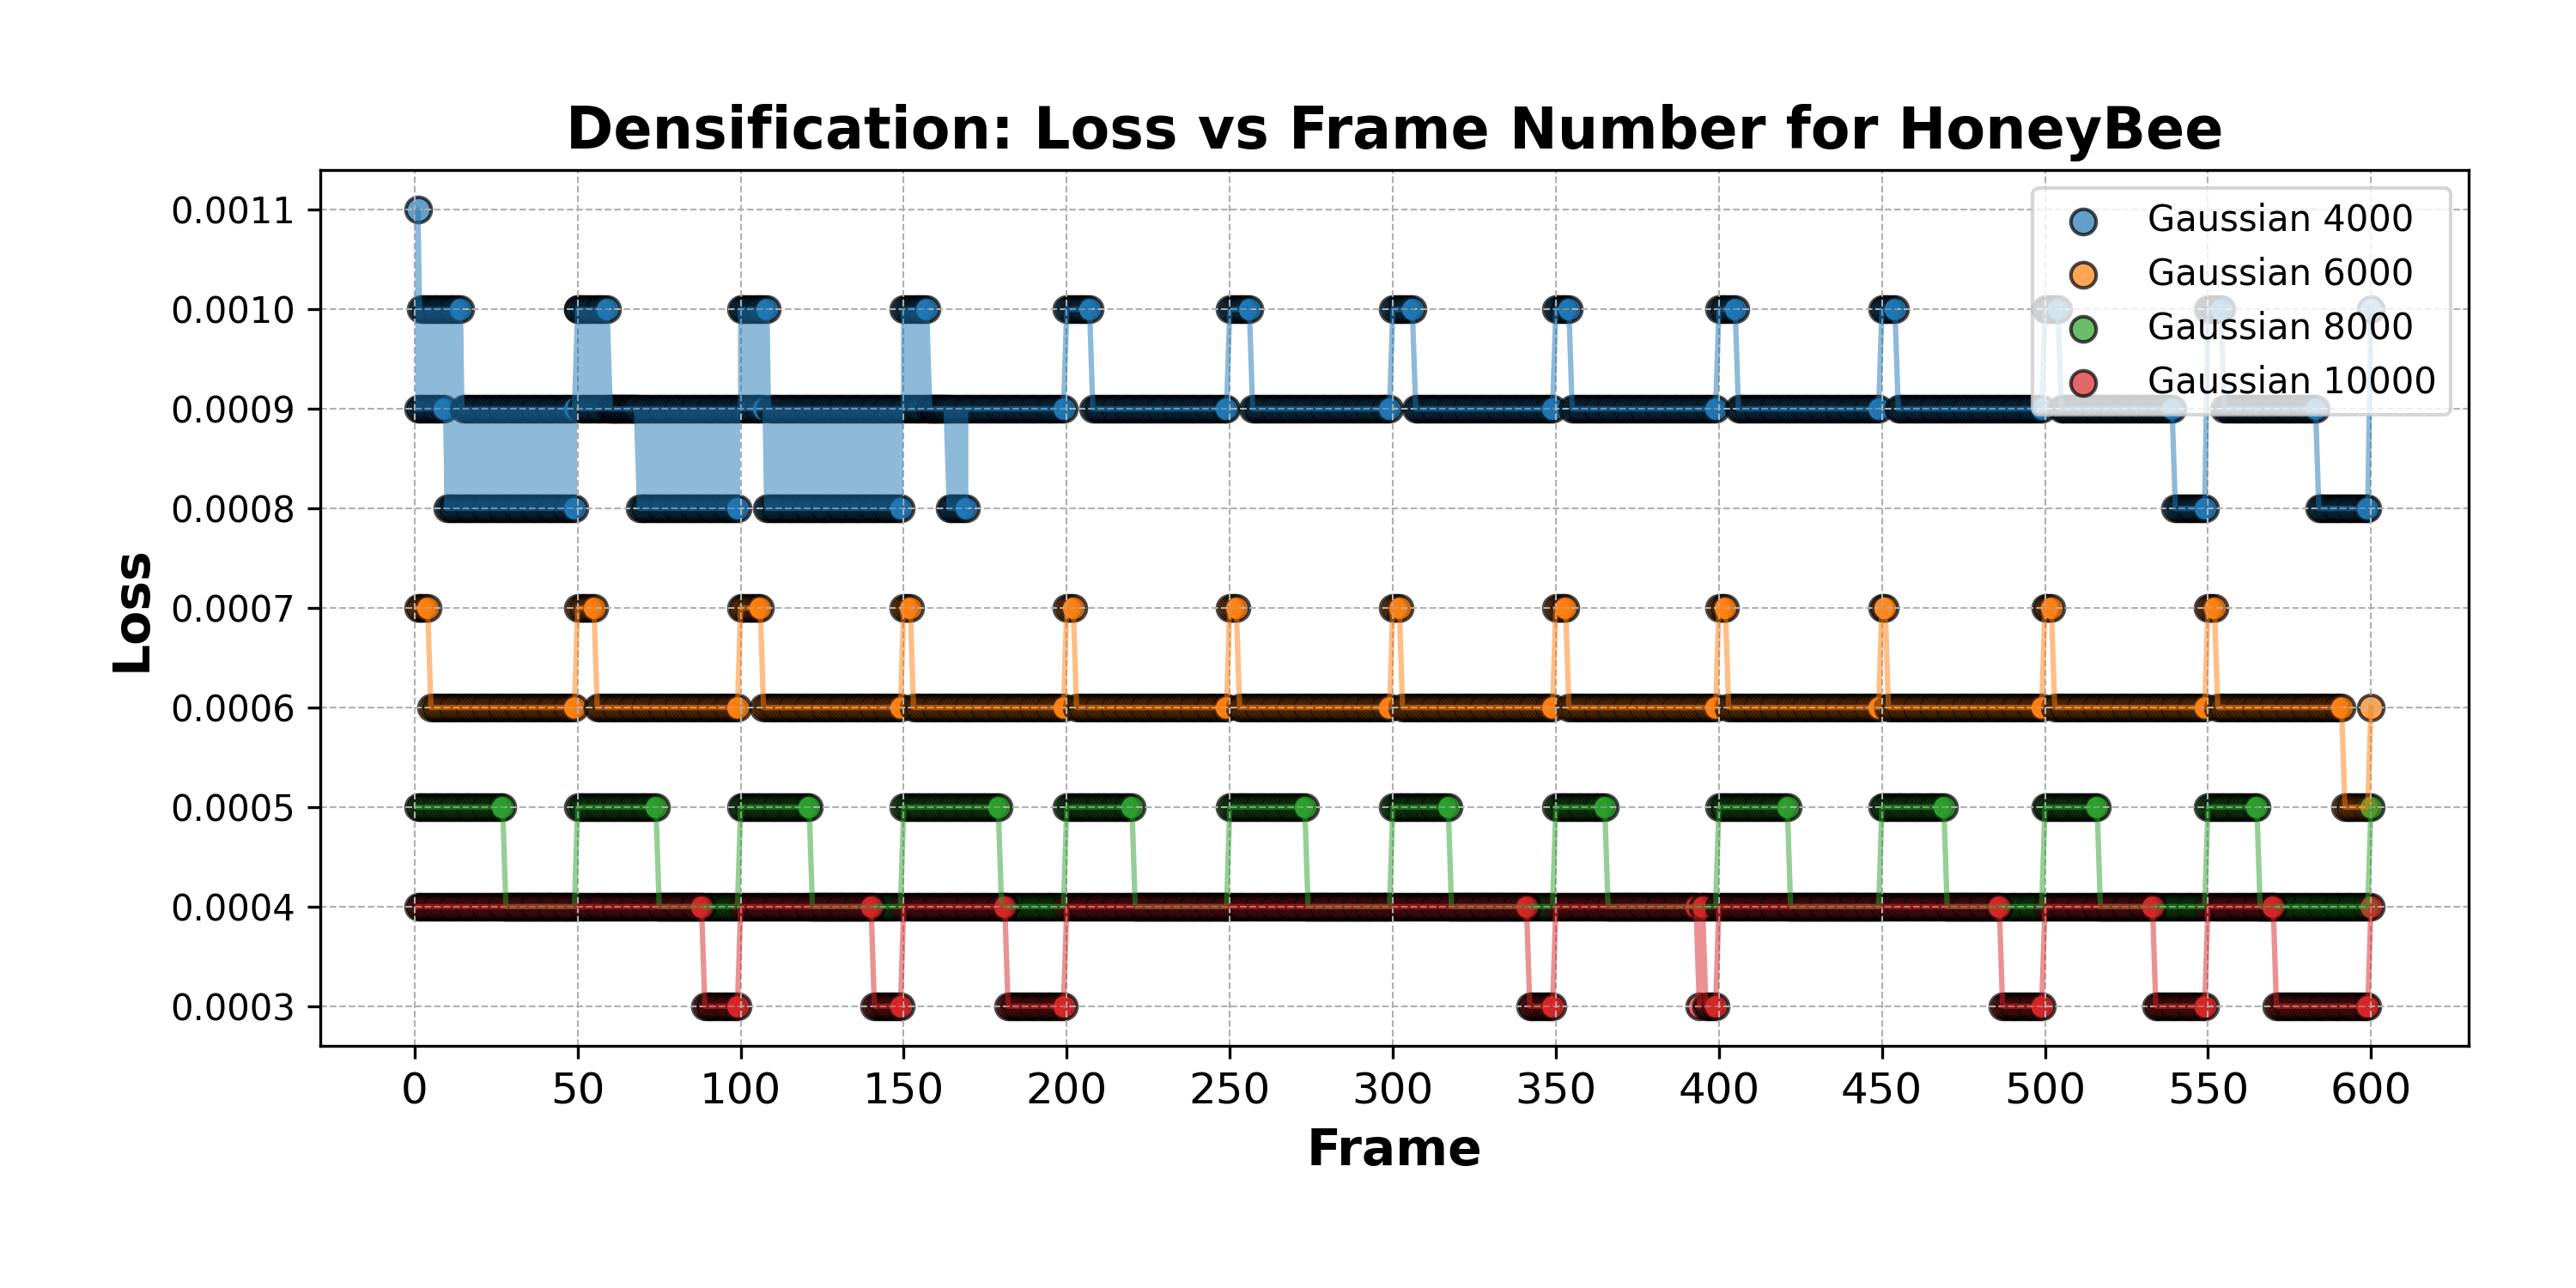 Densification: Loss vs Frame Number for HoneyBee
0.0011
0.0010
0.0009
0.0008
0.0007
0.0006
0.0005
0.0004
0.0003
Loss
Gaussian 4000
Gaussian 6000
Gaussian 8000
Gaussian 10000
0 50 100 150 200 250 300 350 400 450 500 550 600
Frame